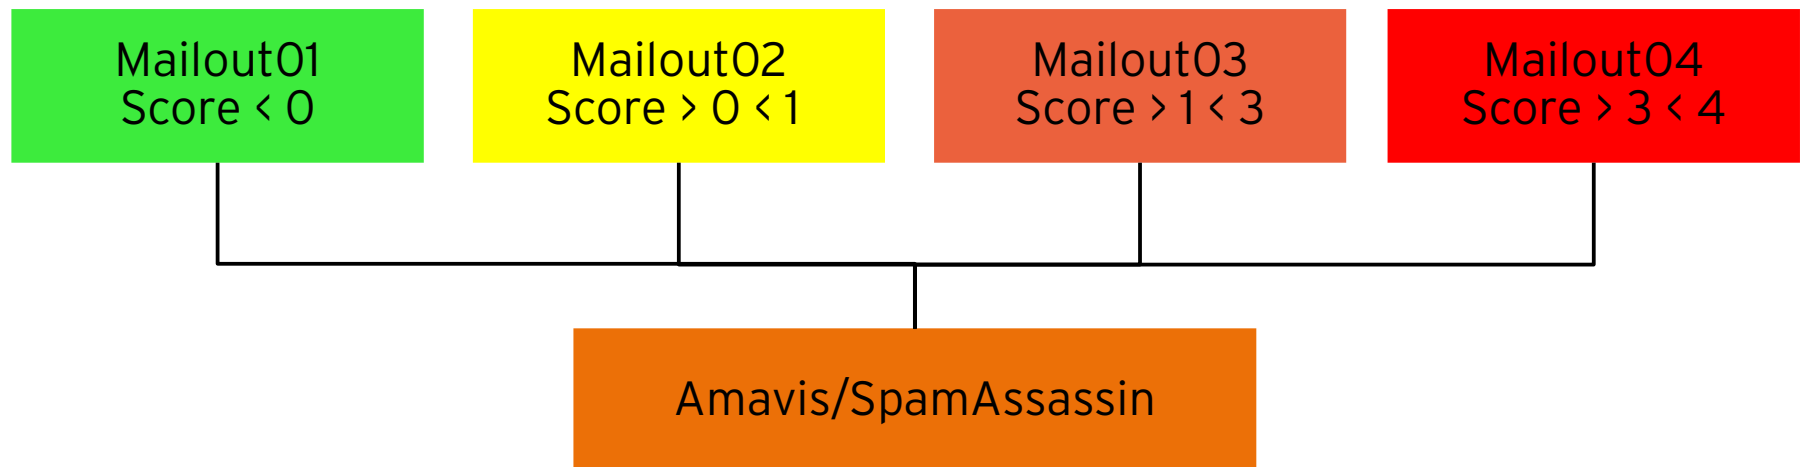 Mailout01
Score < 0
Mailout02
Score > 0 < 1
Mailout03
Score > 1 < 3
Mailout04
Score > 3 < 4
Amavis/SpamAssassin